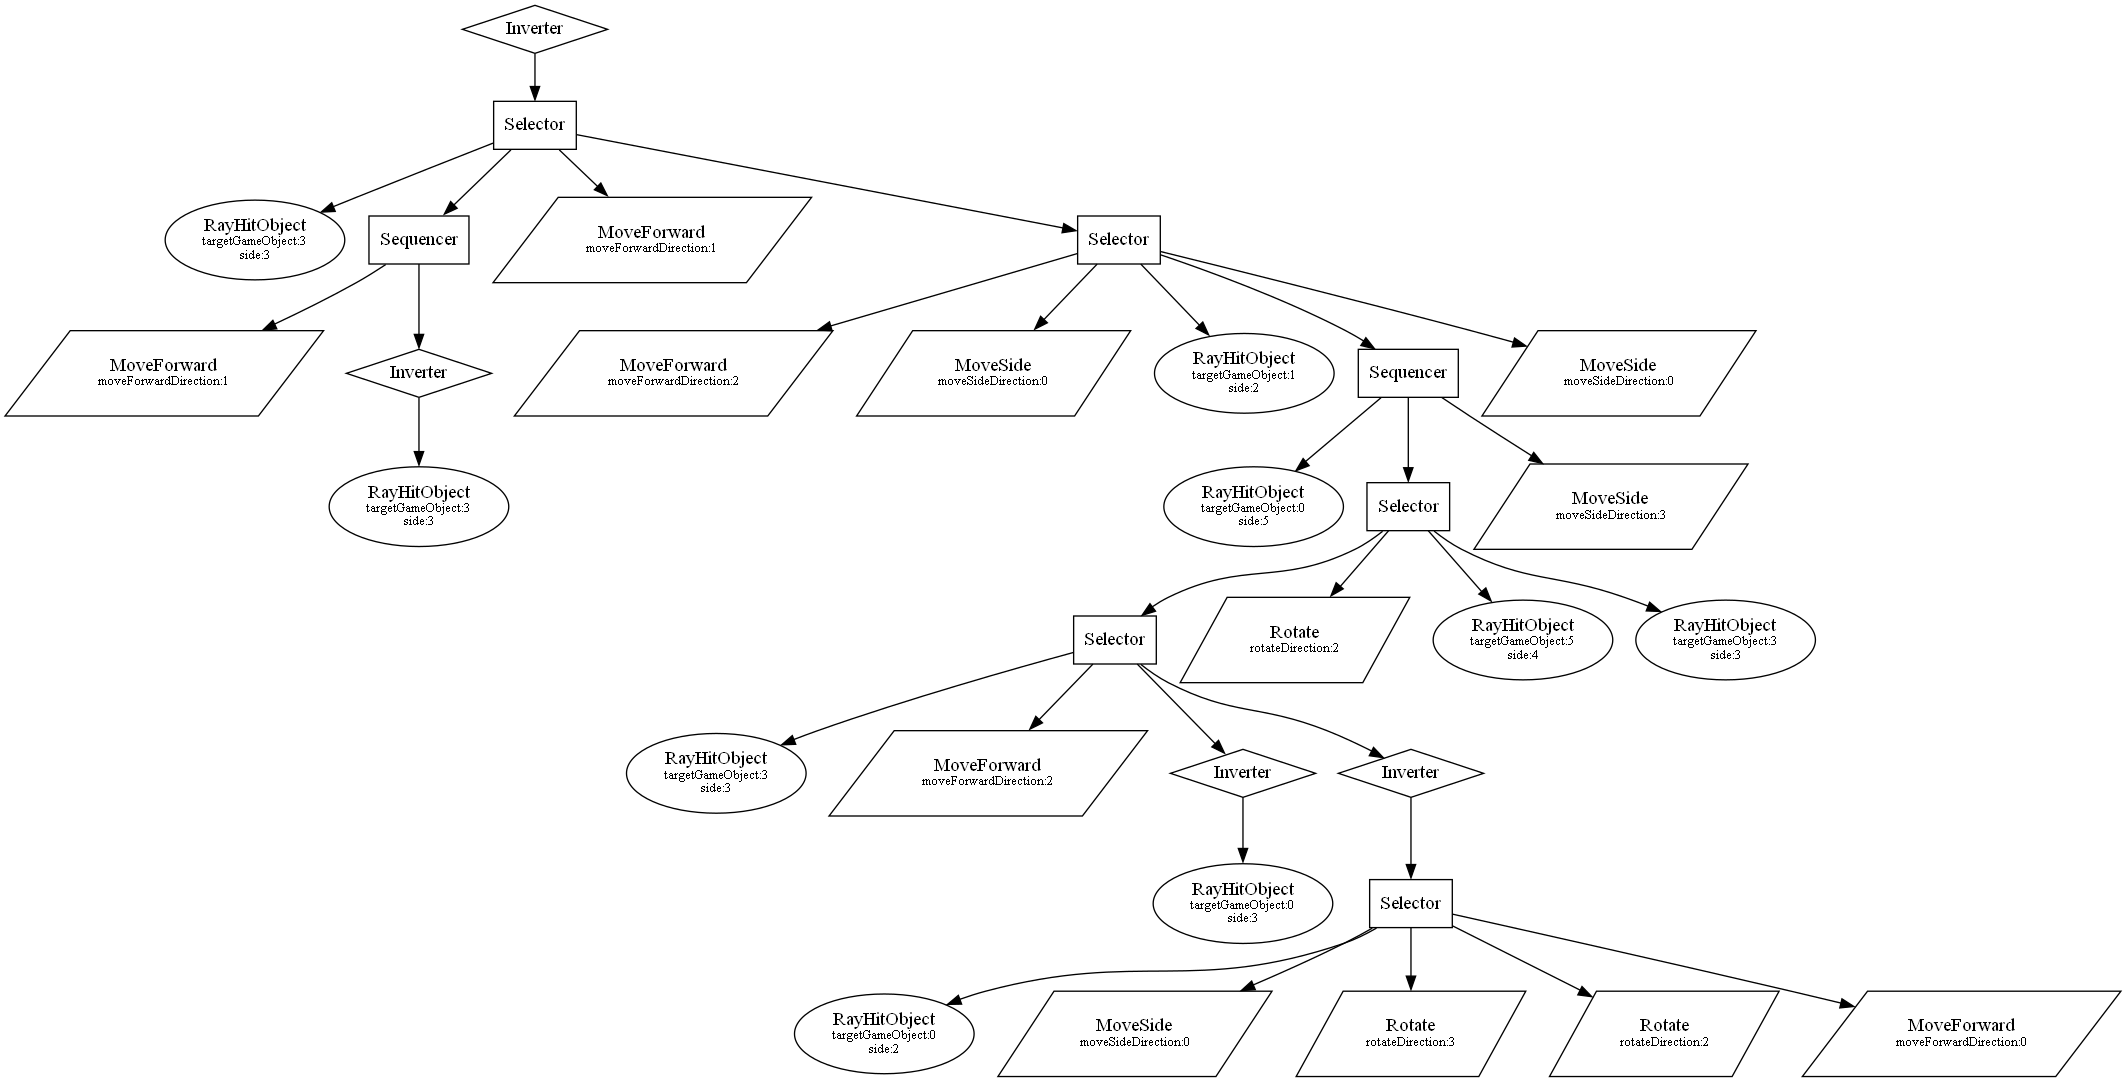 Inverter
Selector
RayHitObject
targetGameObject:3
side:3
Sequencer
MoveForward
moveForwardDirection:1
Selector
MoveForward
moveForwardDirection:1
Inverter
MoveForward
moveForwardDirection:2
MoveSide
moveSideDirection:0
RayHitObject
targetGameObject:1
side:2
Sequencer
MoveSide
moveSideDirection:0
RayHitObject
targetGameObject:3
side:3
RayHitObject
targetGameObject:0
side:5
Selector
MoveSide
moveSideDirection:3
Selector
Rotate
rotateDirection:2
RayHitObject
targetGameObject:5
side:4
RayHitObject
targetGameObject:3
side:3
RayHitObject
targetGameObject:3
side:3
MoveForward
moveForwardDirection:2
Inverter
Inverter
RayHitObject
targetGameObject:0
side:3
Selector
RayHitObject
targetGameObject:0
side:2
MoveSide
moveSideDirection:0
Rotate
rotateDirection:3
Rotate
rotateDirection:2
MoveForward
moveForwardDirection:0